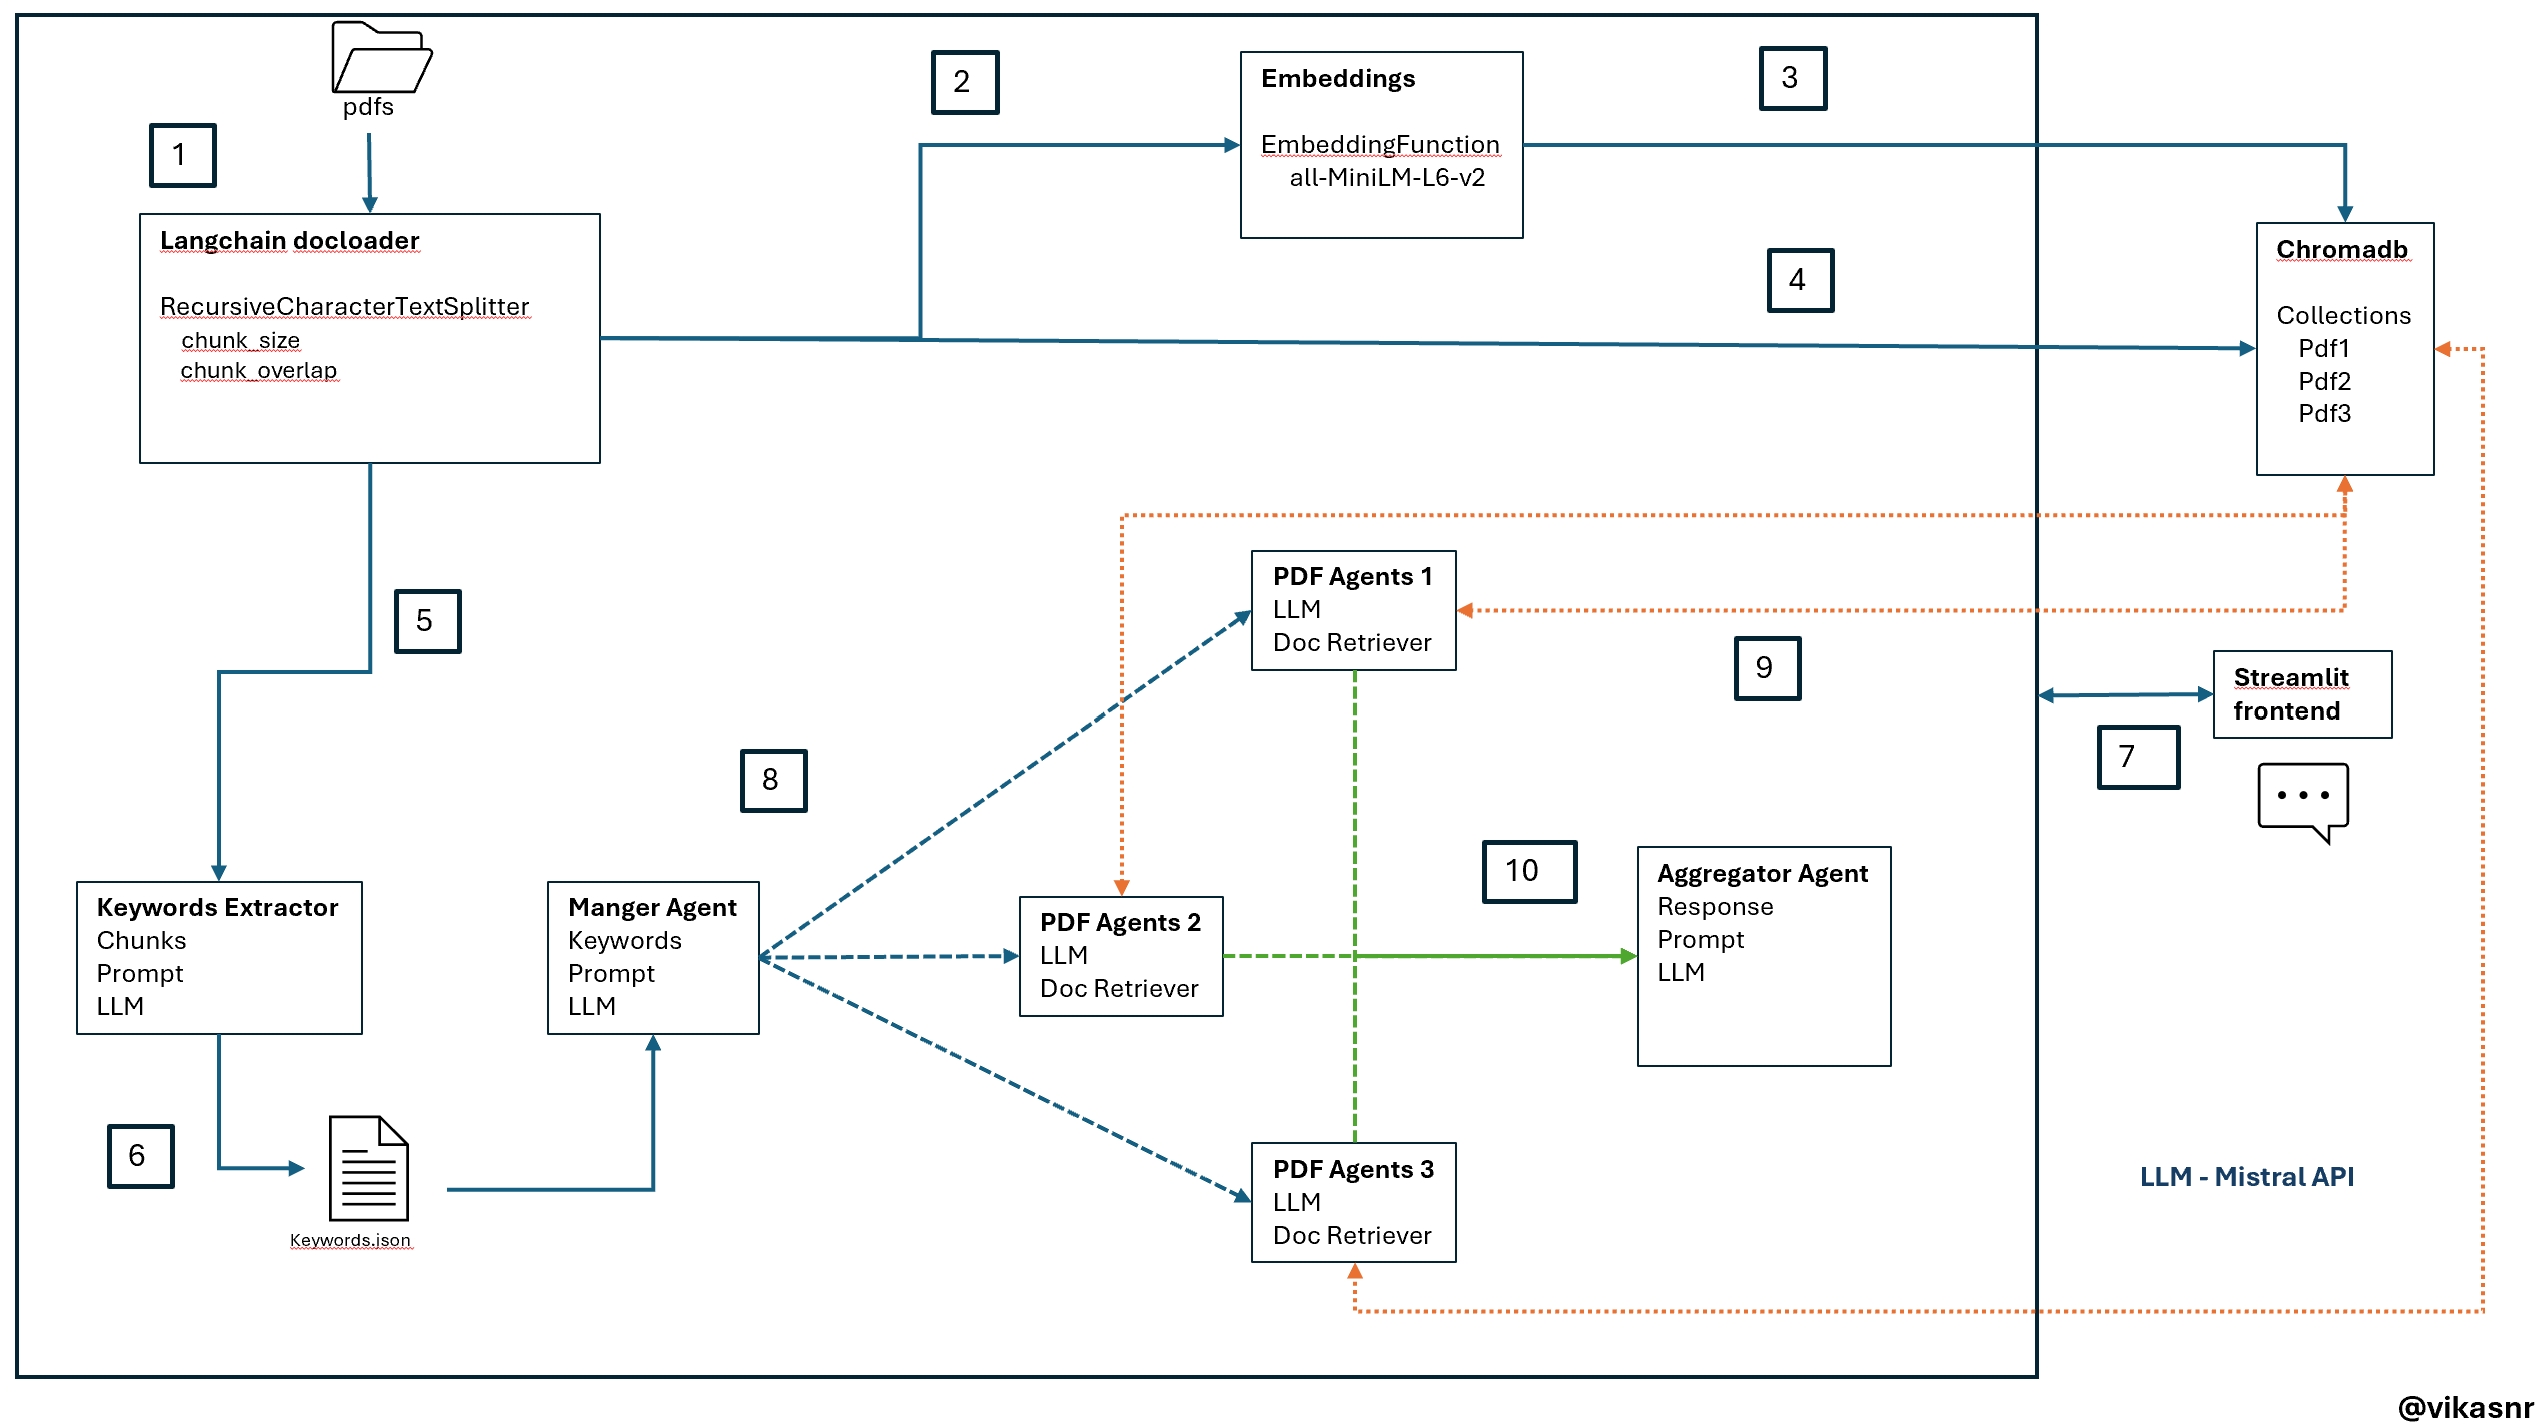 pdfs
1
Langchain docloader
RecursiveCharacterTextSplitter
chunk_size
chunk_overlap
2
Embeddings
EmbeddingFunction
all-MiniLM-L6-v2
3
4
Chromadb
Collections
Pdf1
Pdf2
Pdf3
5
Keywords Extractor
Chunks
Prompt
LLM
6
Keywords.json
Manger Agent
Keywords
Prompt
LLM
8
PDF Agents 1
LLM
Doc Retriever
PDF Agents 2
LLM
Doc Retriever
PDF Agents 3
LLM
Doc Retriever
9
10
Aggregator Agent
Response
Prompt
LLM
Streamlit
frontend
7
LLM - Mistral API
@vikasnr